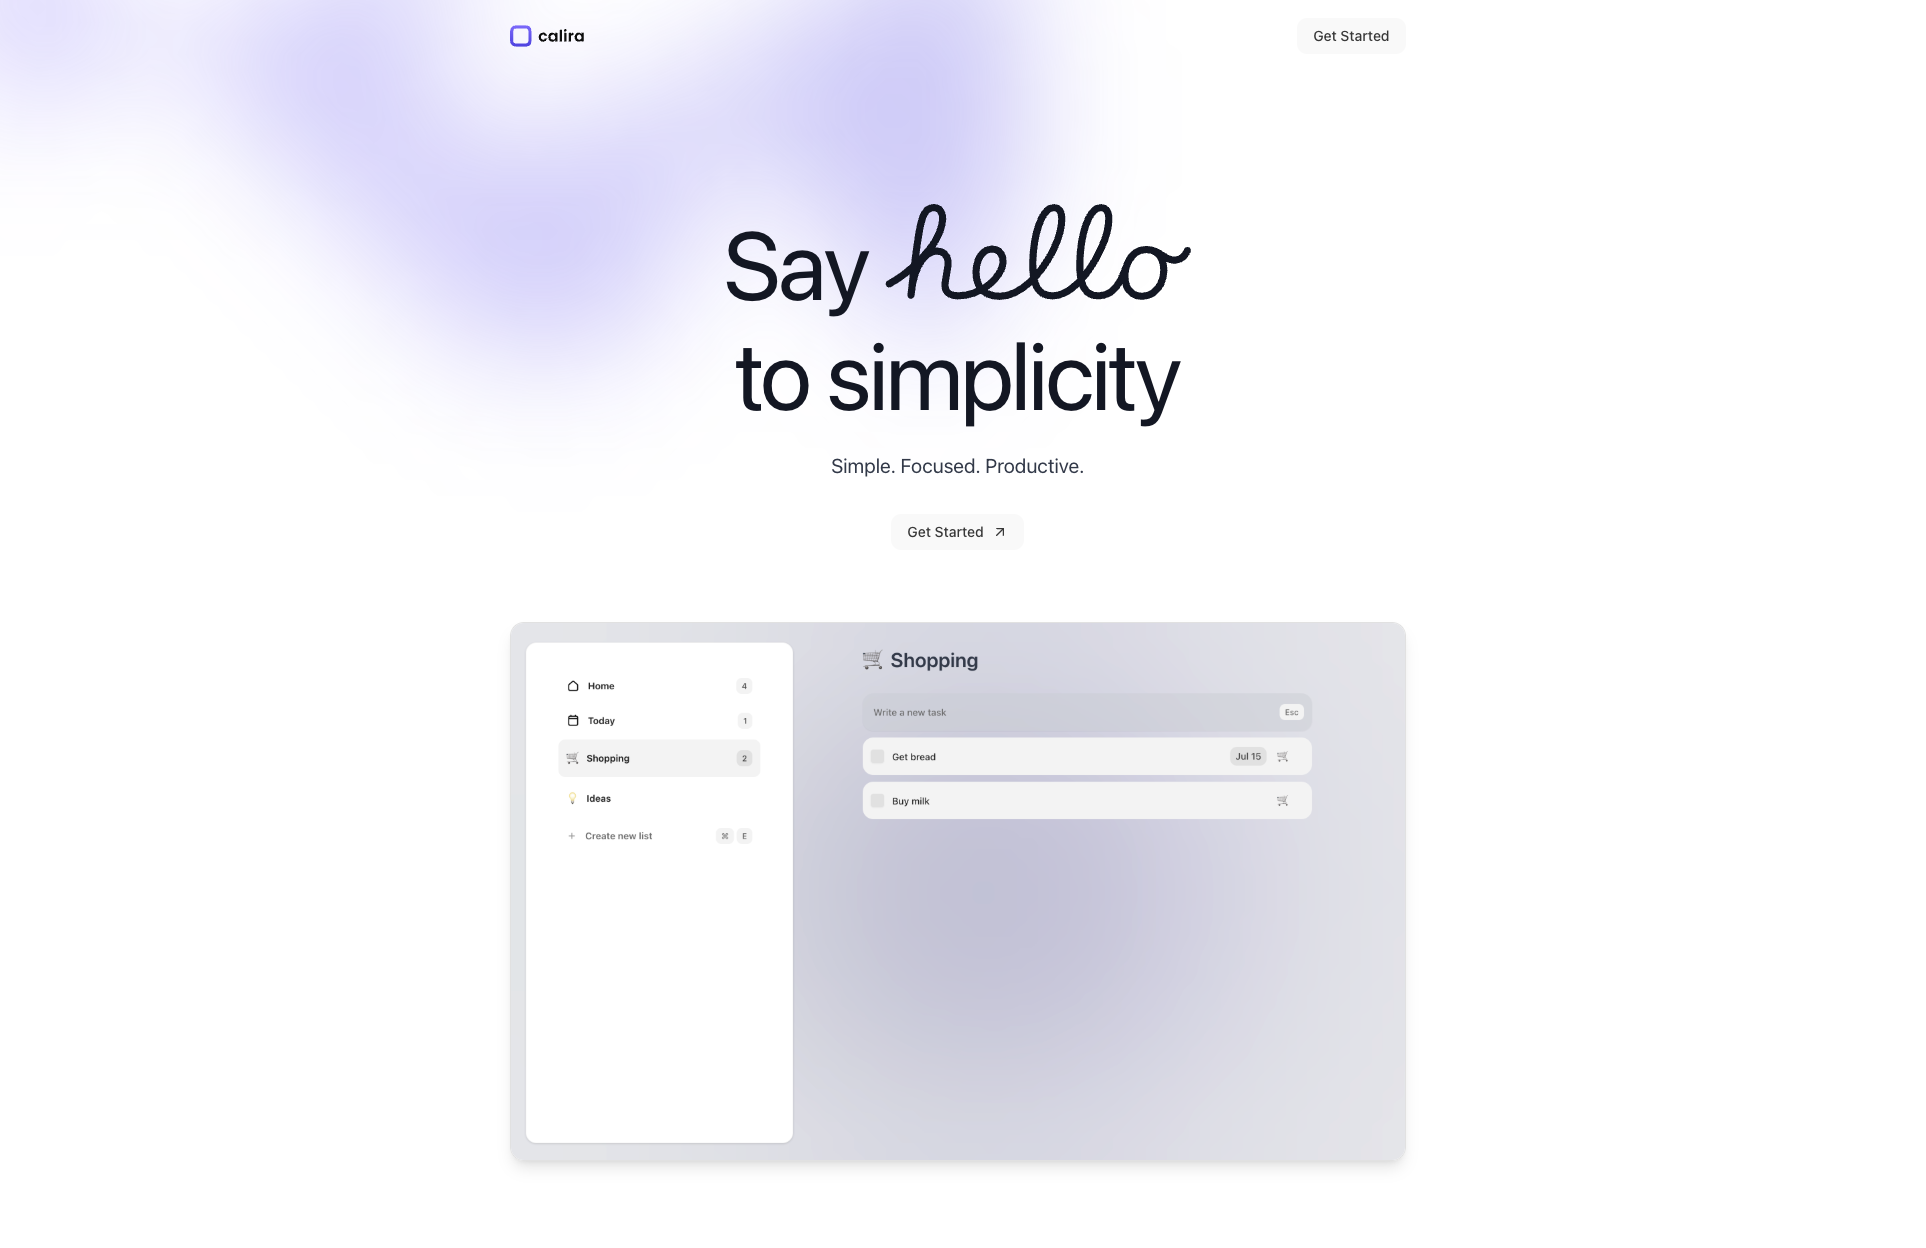 calira
Get Started
Say hello
to simplicity
Simple. Focused. Productive.
Get Started
Home 4
Today 1
Shopping 2
Ideas
+ Create new list ⌘ E
Shopping
Write a new task Esc
Get bread Jul 15
Buy milk